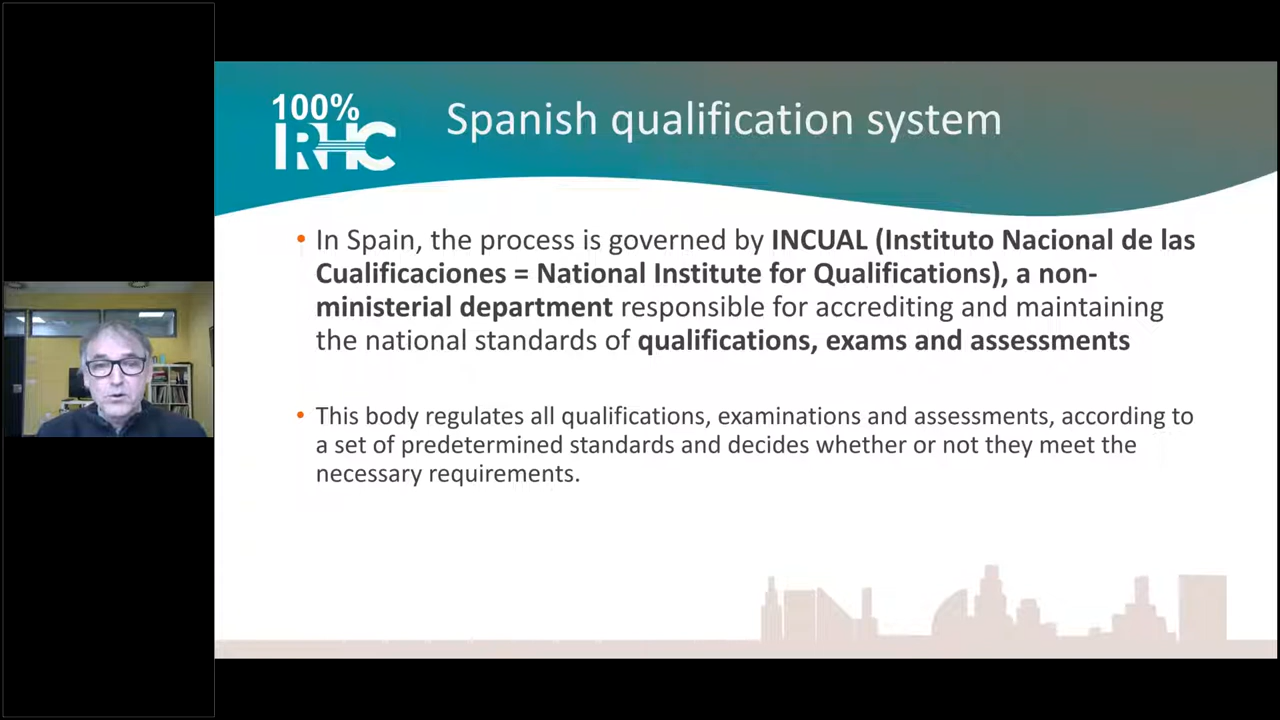 100%
RHC
Spanish qualification system
• In Spain, the process is governed by INCUAL (Instituto Nacional de las
Cualificaciones = National Institute for Qualifications), a non-
ministerial department responsible for accrediting and maintaining
the national standards of qualifications, exams and assessments
• This body regulates all qualifications, examinations and assessments, according to
a set of predetermined standards and decides whether or not they meet the
necessary requirements.